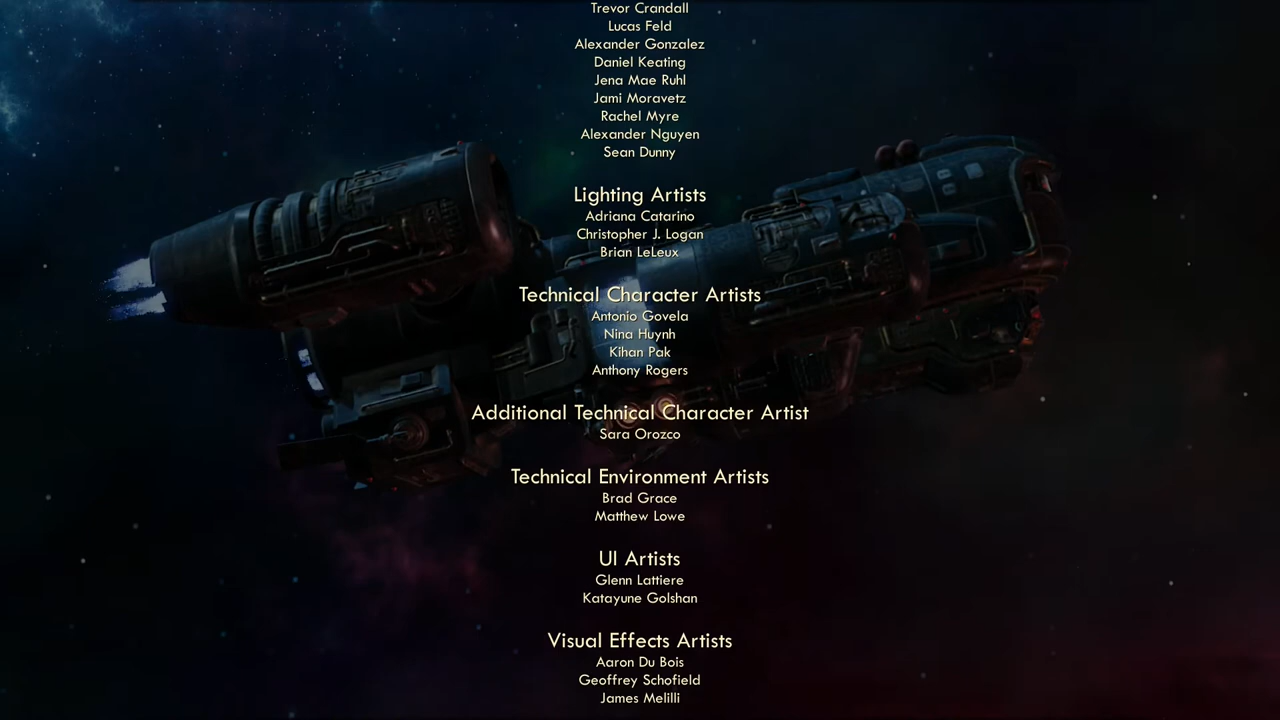 Trevor Crandall
Lucas Feld
Alexander Gonzalez
Daniel Keating
Jena Mae Ruhl
Jami Moravetz
Rachel Myre
Alexander Nguyen
Sean Dunny
Lighting Artists
Adriana Catarino
Christopher J. Logan
Brian LeLeux
Technical Character Artists
Antonio Govela
Nina Huynh
Kihan Pak
Anthony Rogers
Additional Technical Character Artist
Sara Orozco
Technical Environment Artists
Brad Grace
Matthew Lowe
UI Artists
Glenn Lattiere
Katayune Golshan
Visual Effects Artists
Aaron Du Bois
Geoffrey Schofield
James Melilli